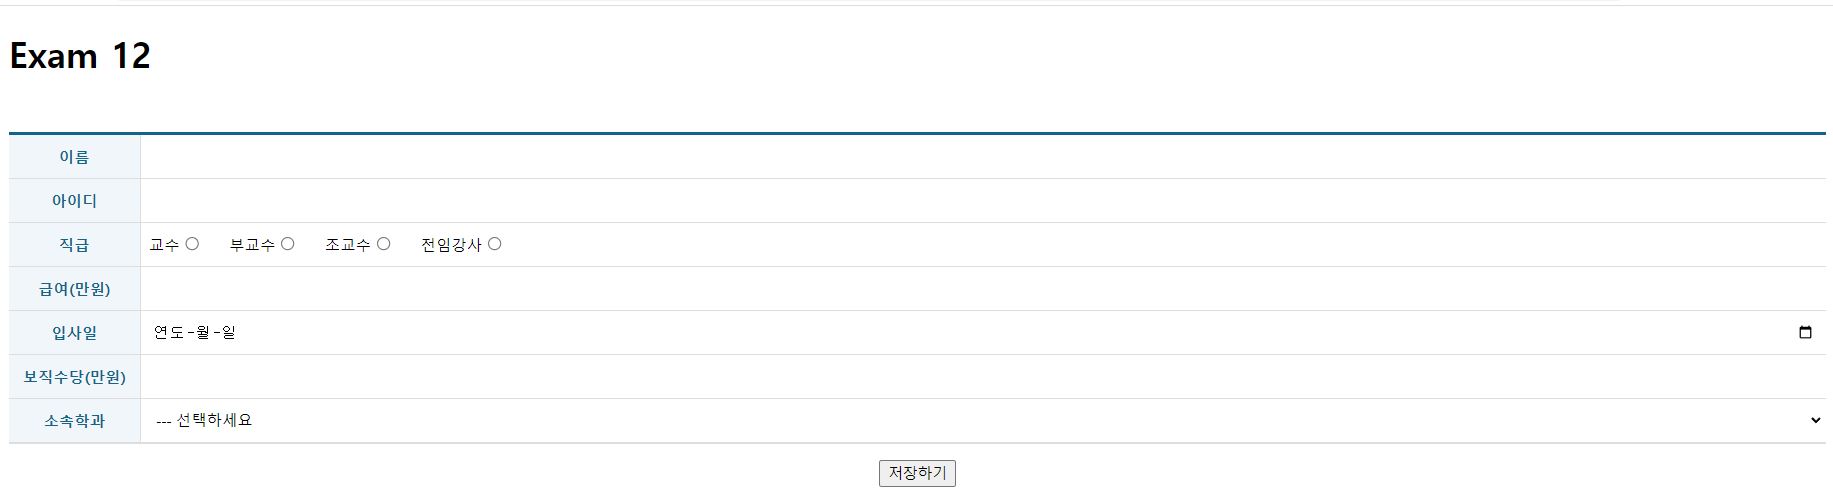 Exam 12
이름
아이디
직급 교수 부교수 조교수 전임강사
급여(만원)
입사일 연도-월-일
보직수당(만원)
소속학과 --- 선택하세요
저장하기